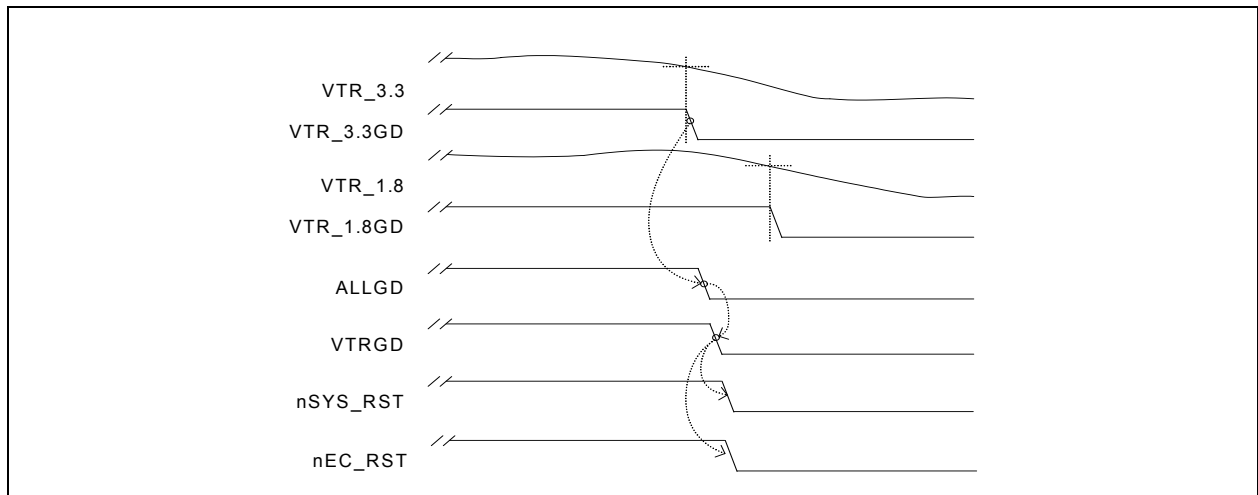 VTR_3.3
VTR_3.3GD
VTR_1.8
VTR_1.8GD
ALLGD
VTRGD
nSYS_RST
nEC_RST